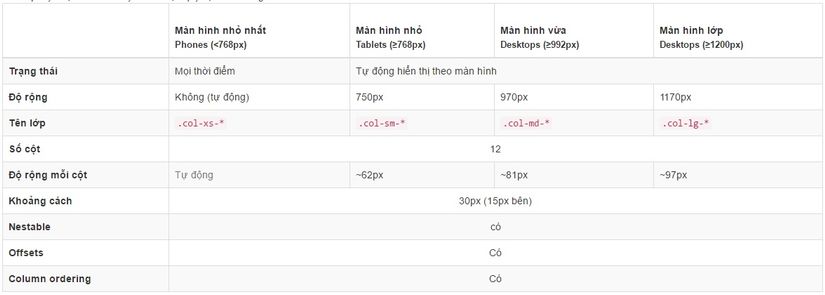 Màn hình nhỏ nhất Màn hình nhỏ Màn hình vừa Màn hình lớp
Phones (<768px) Tablets (≥768px) Desktops (≥992px) Desktops (≥1200px)
Trạng thái Mọi thời điểm Tự động hiển thị theo màn hình
Độ rộng Không (tự động) 750px 970px 1170px
Tên lớp .col-xs-* .col-sm-* .col-md-* .col-lg-*
Số cột 12
Độ rộng mỗi cột Tự động ~62px ~81px ~97px
Khoảng cách 30px (15px bên)
Nestable có
Offsets Có
Column ordering Có